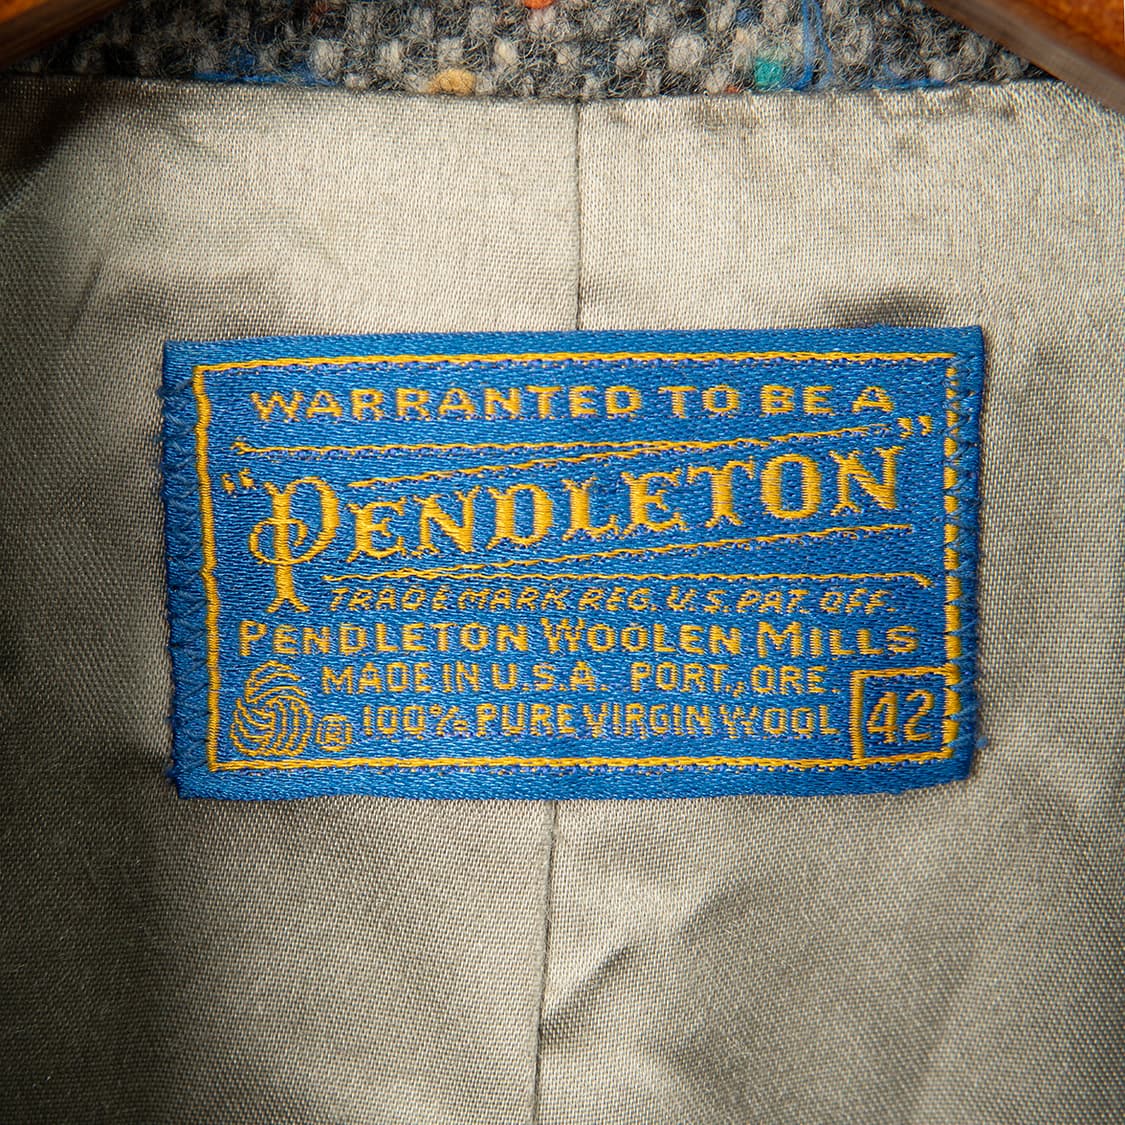 WARRANTED TO BE A
"PENDLETON"
TRADE MARK REG. U.S. PAT. OFF.
PENDLETON WOOLEN MILLS
MADE IN U.S.A. PORT., ORE.
® 100% PURE VIRGIN WOOL
42